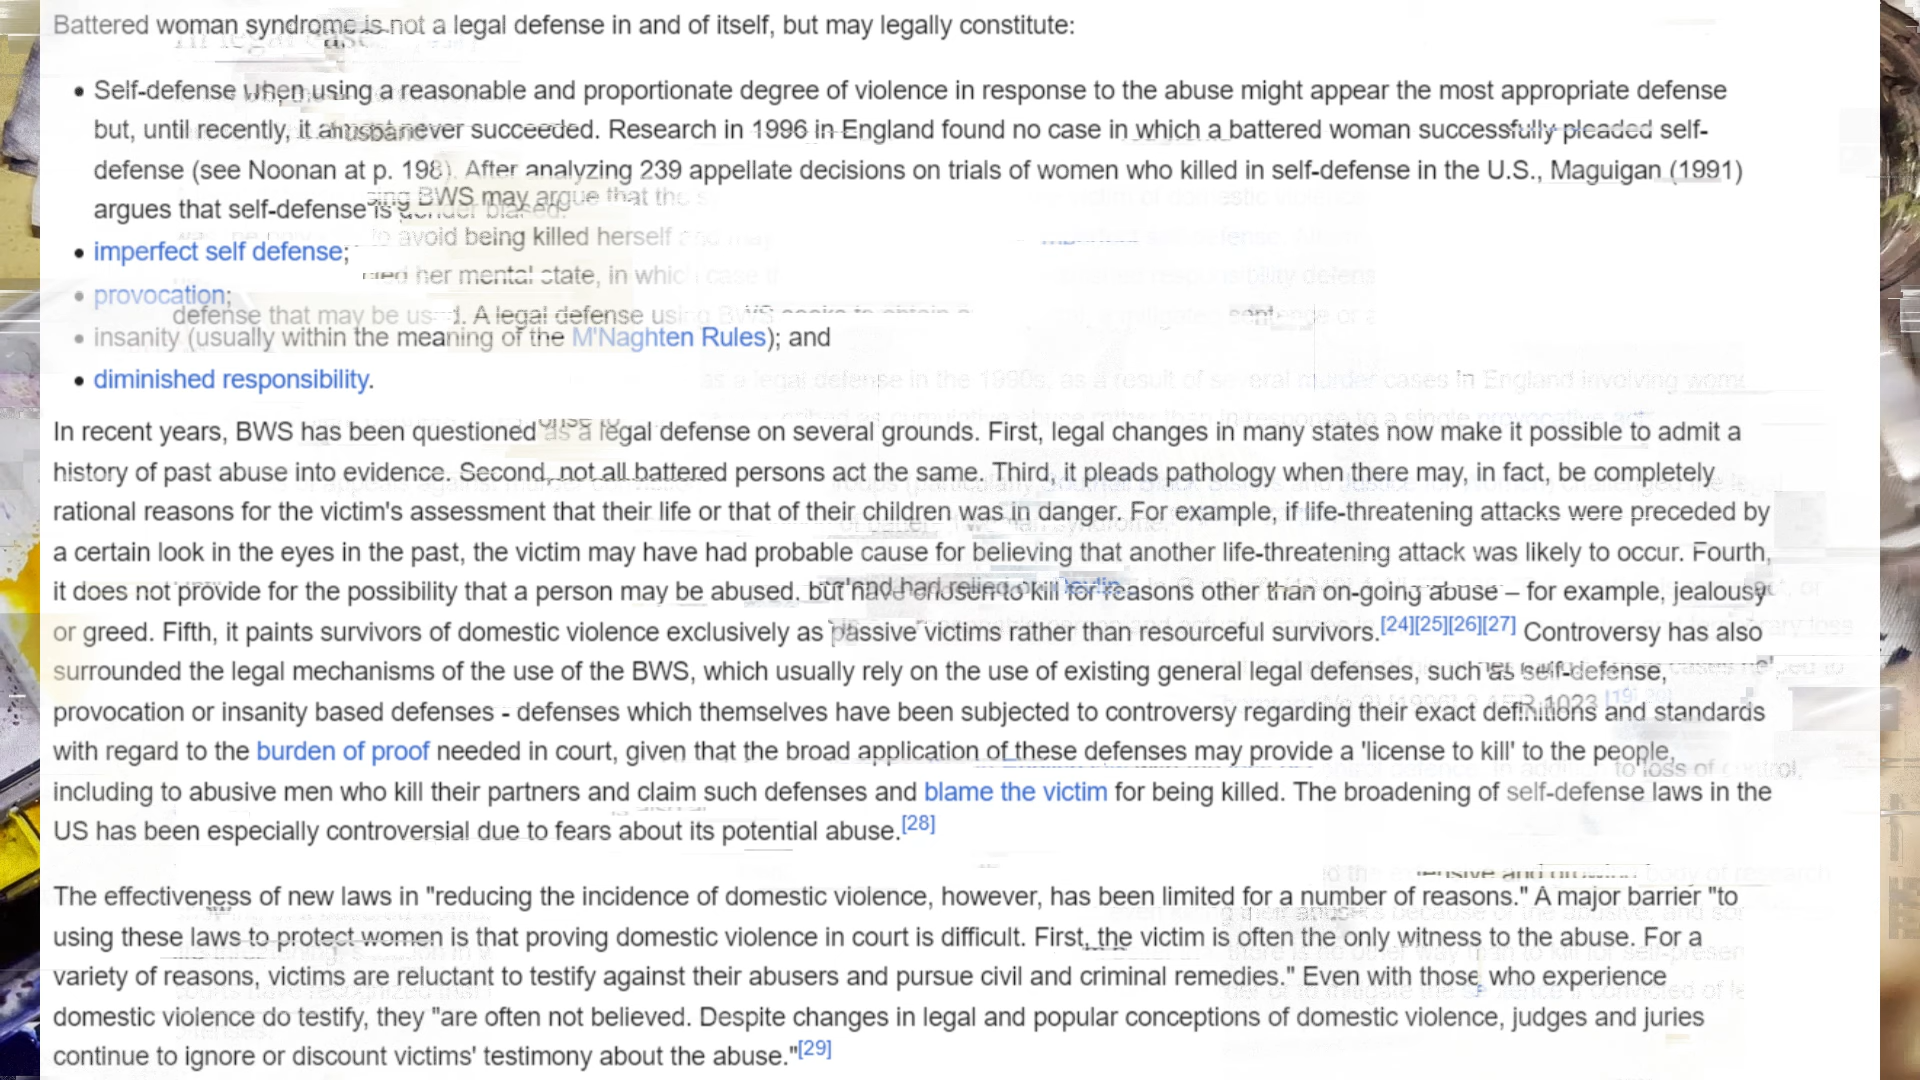 Battered woman syndrome is not a legal defense in and of itself, but may legally constitute:
• Self-defense when using a reasonable and proportionate degree of violence in response to the abuse might appear the most appropriate defense
but, until recently, it almost never succeeded. Research in 1996 in England found no case in which a battered woman successfully pleaded self-
defense (see Noonan at p. 198). After analyzing 239 appellate decisions on trials of women who killed in self-defense in the U.S., Maguigan (1991)
argues that self-defense is gender biased.
• imperfect self defense;
• provocation;
• insanity (usually within the meaning of the M'Naghten Rules); and
• diminished responsibility.
In recent years, BWS has been questioned as a legal defense on several grounds. First, legal changes in many states now make it possible to admit a
history of past abuse into evidence. Second, not all battered persons act the same. Third, it pleads pathology when there may, in fact, be completely
rational reasons for the victim's assessment that their life or that of their children was in danger. For example, if life-threatening attacks were preceded by
a certain look in the eyes in the past, the victim may have had probable cause for believing that another life-threatening attack was likely to occur. Fourth,
it does not provide for the possibility that a person may be abused, but have chosen to kill for reasons other than on-going abuse – for example, jealousy
or greed. Fifth, it paints survivors of domestic violence exclusively as passive victims rather than resourceful survivors.[24][25][26][27] Controversy has also
surrounded the legal mechanisms of the use of the BWS, which usually rely on the use of existing general legal defenses, such as self-defense,
provocation or insanity based defenses - defenses which themselves have been subjected to controversy regarding their exact definitions and standards
with regard to the burden of proof needed in court, given that the broad application of these defenses may provide a 'license to kill' to the people,
including to abusive men who kill their partners and claim such defenses and blame the victim for being killed. The broadening of self-defense laws in the
US has been especially controversial due to fears about its potential abuse.[28]
The effectiveness of new laws in "reducing the incidence of domestic violence, however, has been limited for a number of reasons." A major barrier "to
using these laws to protect women is that proving domestic violence in court is difficult. First, the victim is often the only witness to the abuse. For a
variety of reasons, victims are reluctant to testify against their abusers and pursue civil and criminal remedies." Even with those who experience
domestic violence do testify, they "are often not believed. Despite changes in legal and popular conceptions of domestic violence, judges and juries
continue to ignore or discount victims' testimony about the abuse."[29]